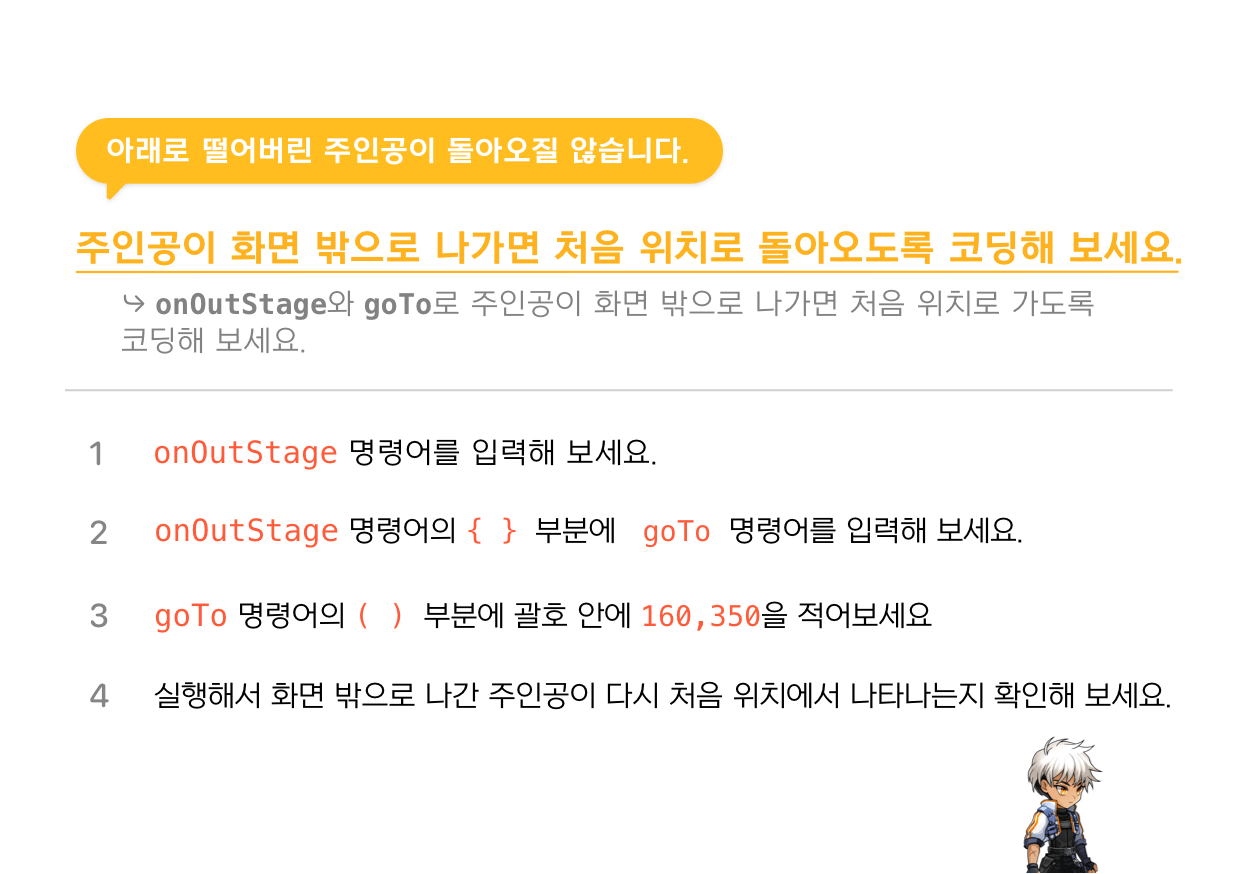 아래로 떨어버린 주인공이 돌아오질 않습니다.
주인공이 화면 밖으로 나가면 처음 위치로 돌아오도록 코딩해 보세요.
↪ onOutStage와 goTo로 주인공이 화면 밖으로 나가면 처음 위치로 가도록
코딩해 보세요.
1 onOutStage 명령어를 입력해 보세요.
2 onOutStage 명령어의 { } 부분에 goTo 명령어를 입력해 보세요.
3 goTo 명령어의 ( ) 부분에 괄호 안에 160,350을 적어보세요
4 실행해서 화면 밖으로 나간 주인공이 다시 처음 위치에서 나타나는지 확인해 보세요.